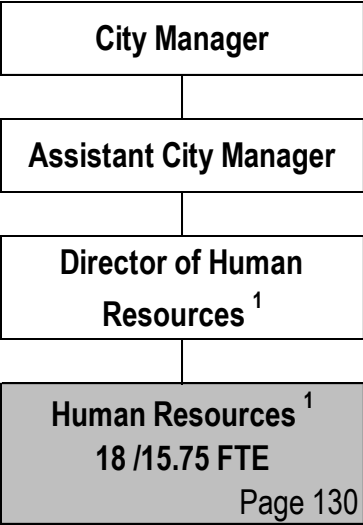 City Manager
Assistant City Manager
Director of Human
Resources 1
Human Resources 1
18 /15.75 FTE
Page 130